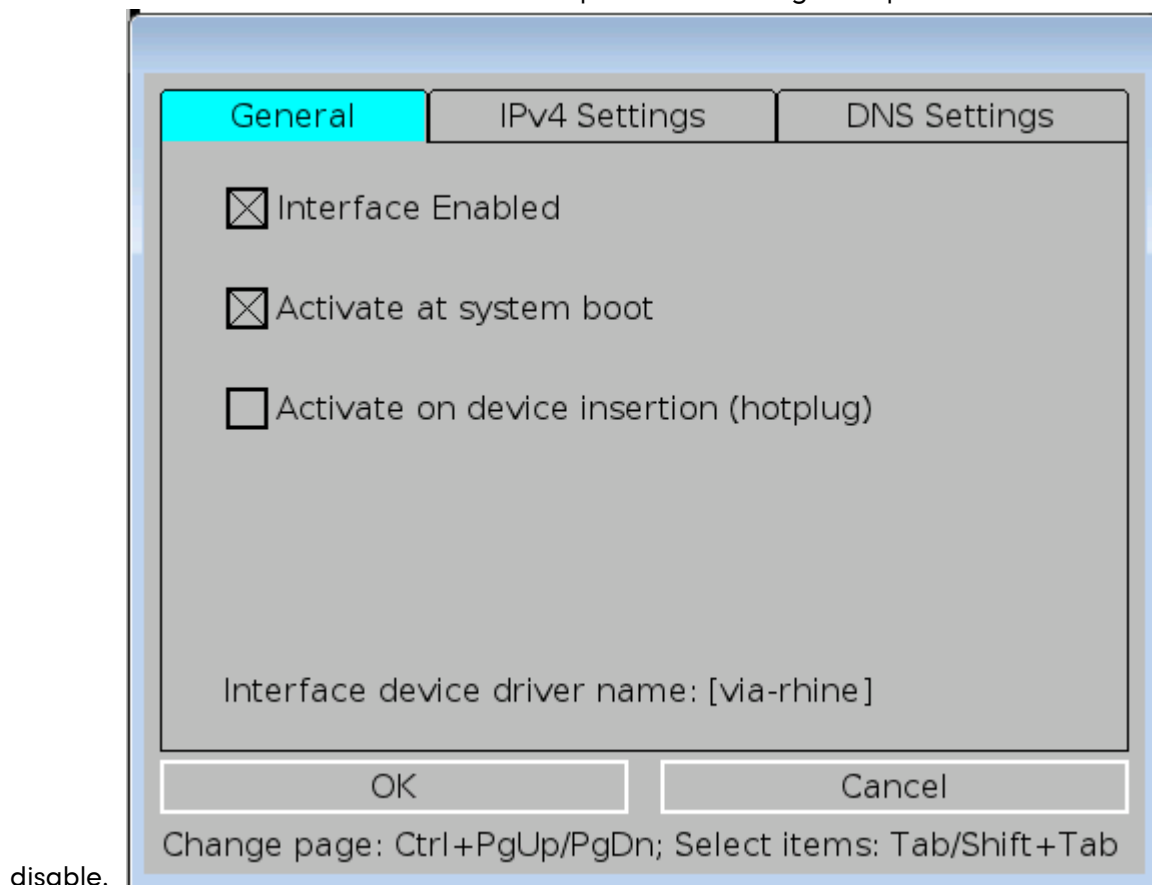 General IPv4 Settings DNS Settings
Interface Enabled
Activate at system boot
Activate on device insertion (hotplug)
Interface device driver name: [via-rhine]
OK Cancel
Change page: Ctrl+PgUp/PgDn; Select items: Tab/Shift+Tab
disable.